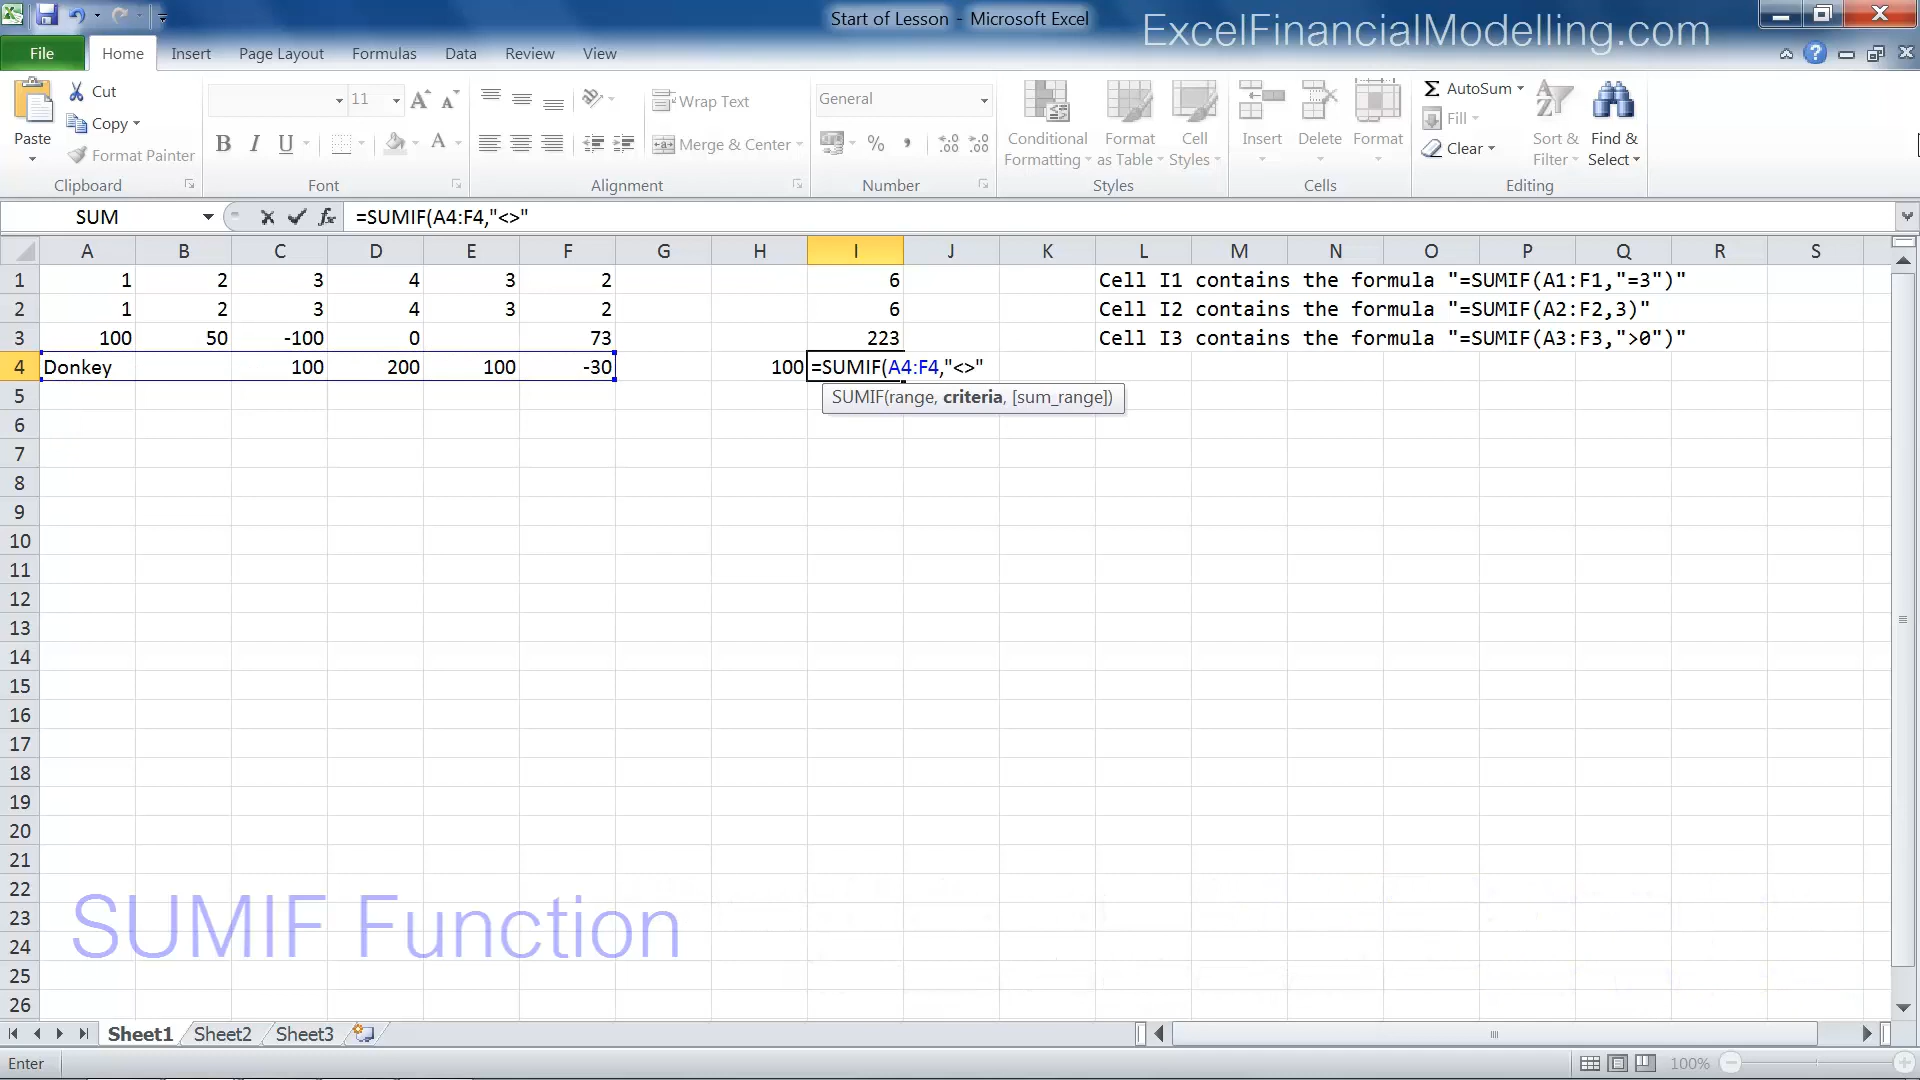 Start of Lesson - Microsoft Excel
ExcelFinancialModelling.com
File Home Insert Page Layout Formulas Data Review View
Paste
Cut
Copy
Format Painter
Clipboard
11
B I U
A
Font
Wrap Text
Merge & Center
Alignment
General
%
Number
Conditional Formatting
Format as Table
Cell Styles
Styles
Insert
Delete
Format
Cells
Σ AutoSum
Fill
Clear
Sort & Filter
Find & Select
Editing
SUM fx =SUMIF(A4:F4,"<>"
A B C D E F G H I J K L M N O P Q R S
1 1 2 3 4 3 2 6 Cell I1 contains the formula "=SUMIF(A1:F1,"=3")"
2 1 2 3 4 3 2 6 Cell I2 contains the formula "=SUMIF(A2:F2,3)"
3 100 50 -100 0 73 223 Cell I3 contains the formula "=SUMIF(A3:F3,">0")"
4 Donkey 100 200 100 -30 100 =SUMIF(A4:F4,"<>"
SUMIF(range, criteria, [sum_range])
5
6
7
8
9
10
11
12
13
14
15
16
17
18
19
20
21
22
23
24
25
26
SUMIF Function
Sheet1 Sheet2 Sheet3
Enter
100%